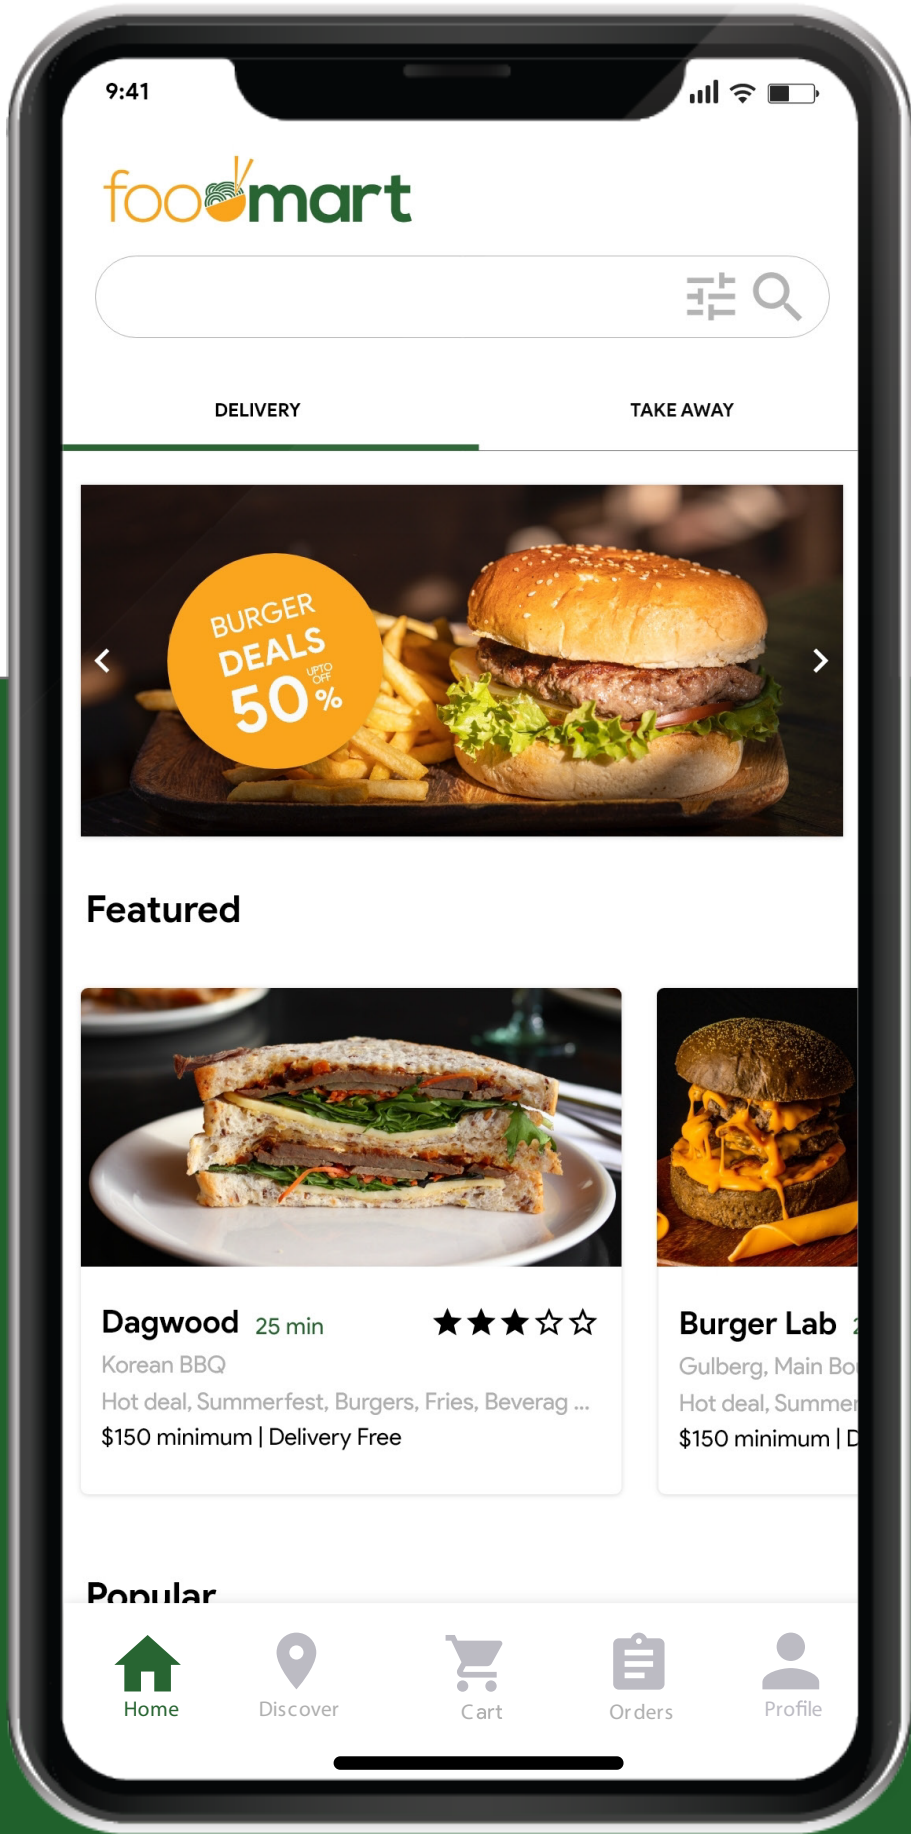 9:41
foodmart
DELIVERY
TAKE AWAY
BURGER
DEALS
UPTO
OFF
50%
Featured
Dagwood 25 min
Korean BBQ
Hot deal, Summerfest, Burgers, Fries, Beverag ...
$150 minimum | Delivery Free
Burger Lab 2
Gulberg, Main Bou
Hot deal, Summer
$150 minimum | D
Popular
Home
Discover
Cart
Orders
Profile